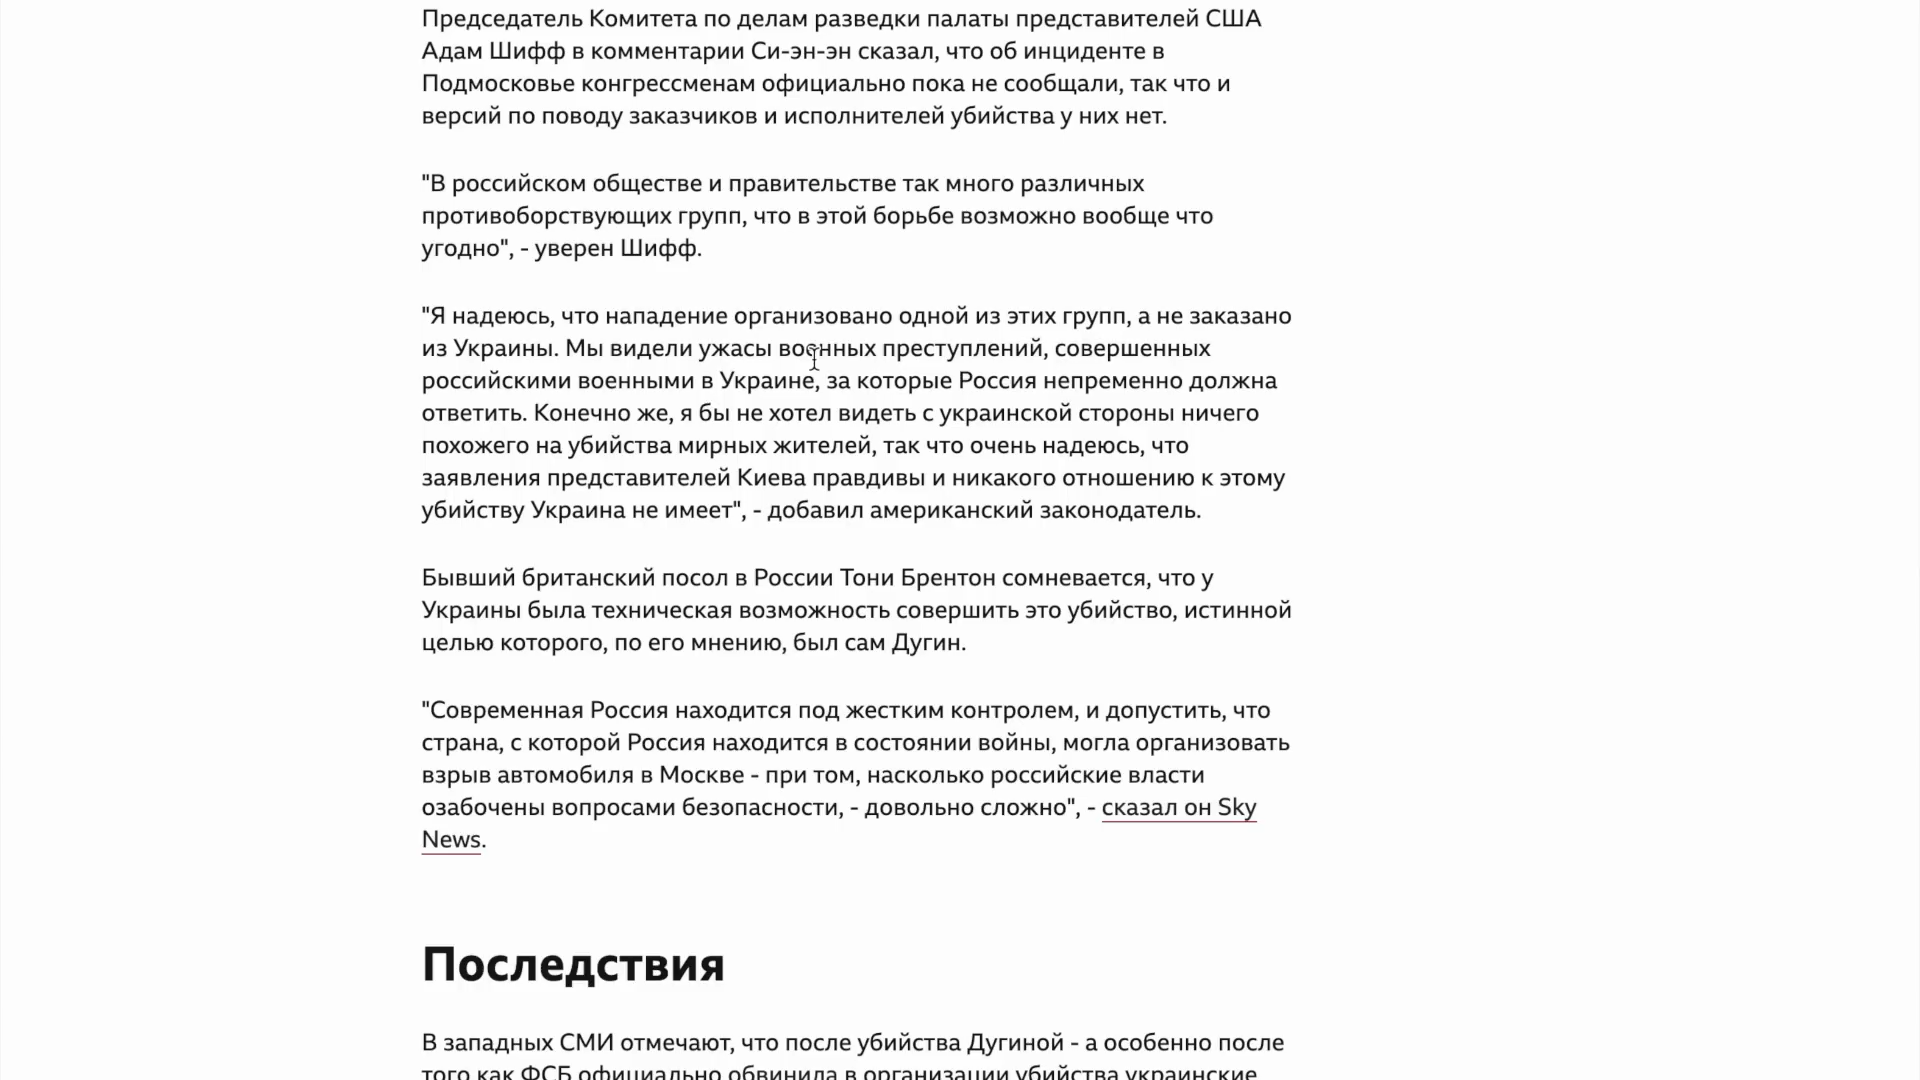 Председатель Комитета по делам разведки палаты представителей США
Адам Шифф в комментарии Си-эн-эн сказал, что об инциденте в
Подмосковье конгрессменам официально пока не сообщали, так что и
версий по поводу заказчиков и исполнителей убийства у них нет.
"В российском обществе и правительстве так много различных
противоборствующих групп, что в этой борьбе возможно вообще что
угодно", - уверен Шифф.
"Я надеюсь, что нападение организовано одной из этих групп, а не заказано
из Украины. Мы видели ужасы военных преступлений, совершенных
российскими военными в Украине, за которые Россия непременно должна
ответить. Конечно же, я бы не хотел видеть с украинской стороны ничего
похожего на убийства мирных жителей, так что очень надеюсь, что
заявления представителей Киева правдивы и никакого отношению к этому
убийству Украина не имеет", - добавил американский законодатель.
Бывший британский посол в России Тони Брентон сомневается, что у
Украины была техническая возможность совершить это убийство, истинной
целью которого, по его мнению, был сам Дугин.
"Современная Россия находится под жестким контролем, и допустить, что
страна, с которой Россия находится в состоянии войны, могла организовать
взрыв автомобиля в Москве - при том, насколько российские власти
озабочены вопросами безопасности, - довольно сложно", - сказал он Sky
News.
Последствия
В западных СМИ отмечают, что после убийства Дугиной - а особенно после
того как ФСБ официально обвинила в организации убийства украинские